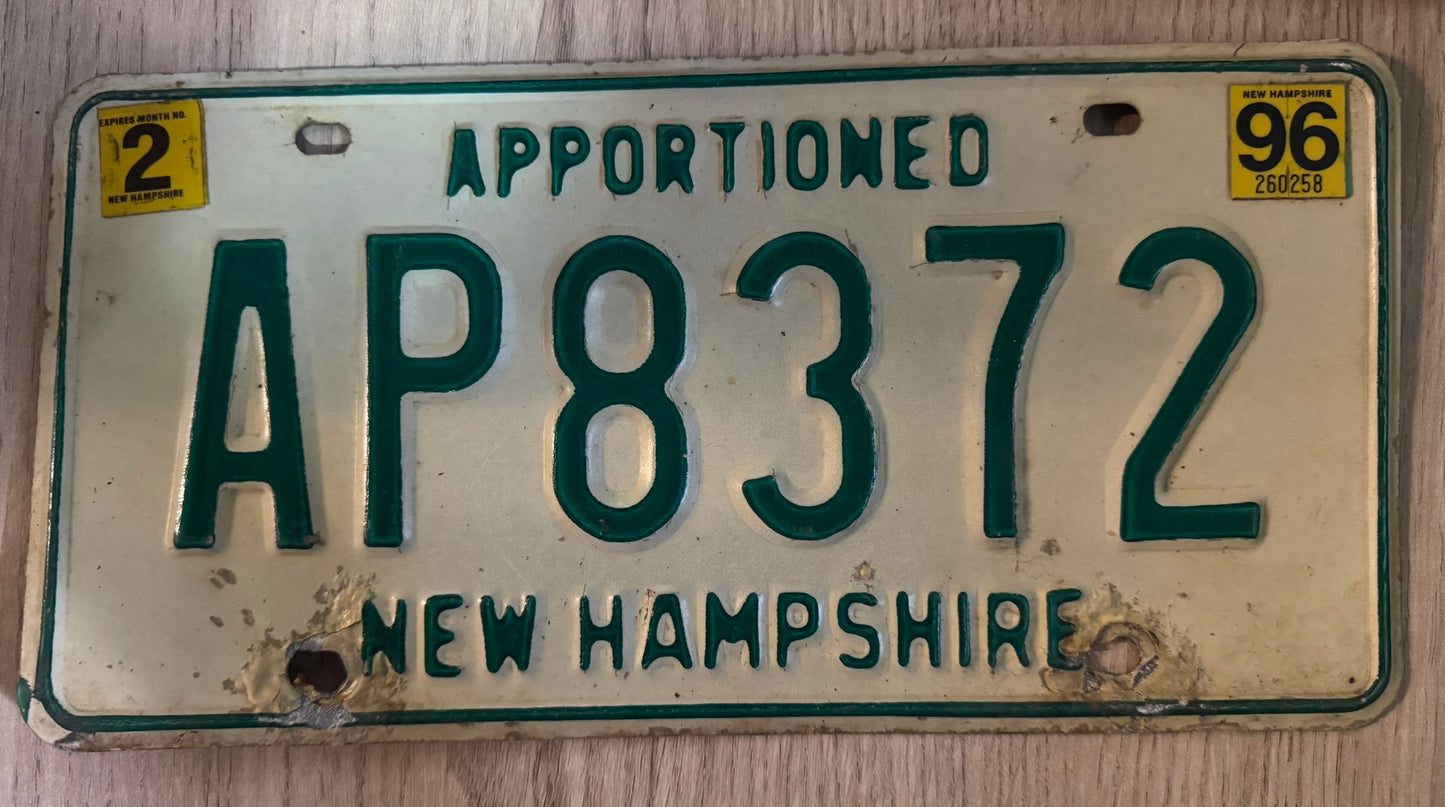 EXPIRES MONTH NO.
2
NEW HAMPSHIRE
APPORTIONED
NEW HAMPSHIRE
96
260258
AP8372
NEW HAMPSHIRE